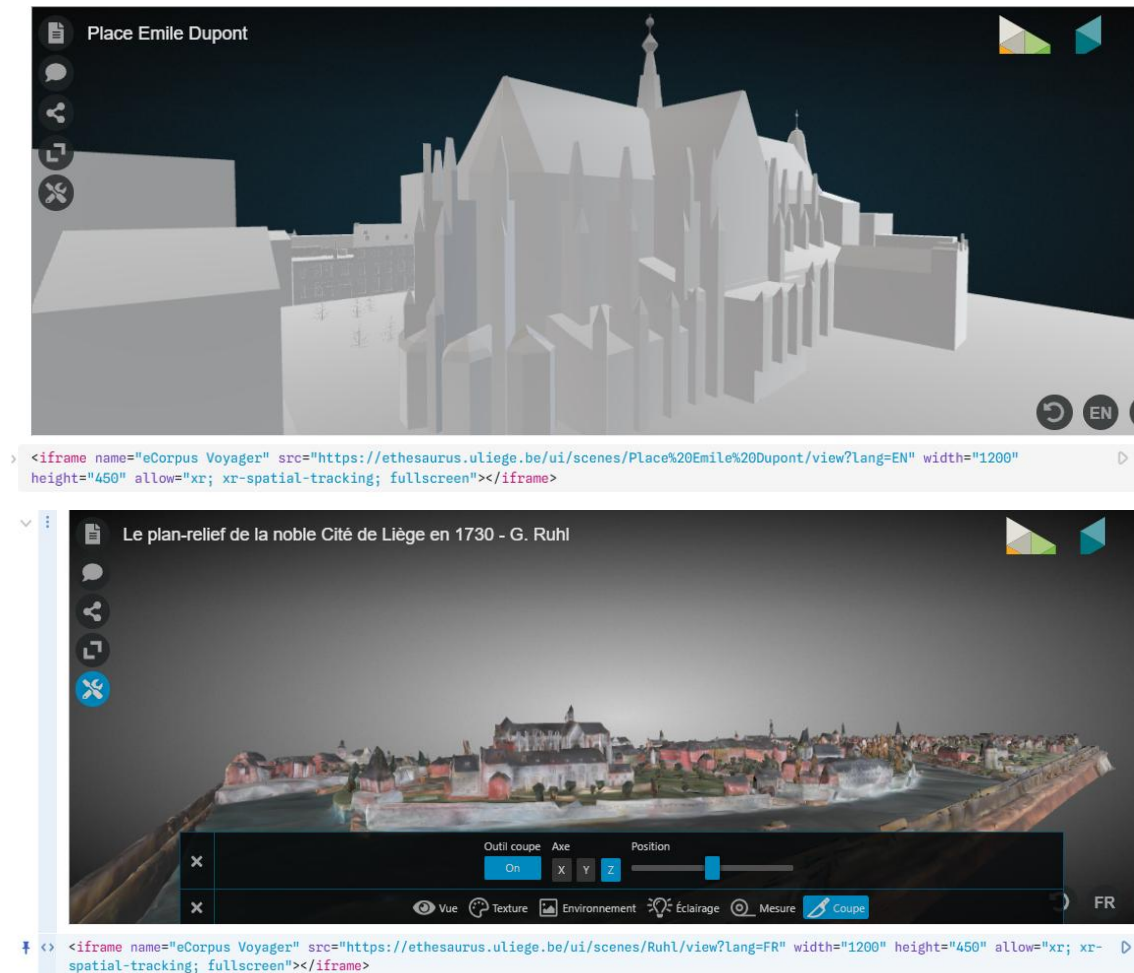 Place Emile Dupont
EN
<iframe name="eCorpus Voyager" src="https://ethesaurus.uliege.be/ui/scenes/Place%20Emile%20Dupont/view?lang=EN" width="1200"
height="450" allow="xr; xr-spatial-tracking; fullscreen"></iframe>
Le plan-relief de la noble Cité de Liège en 1730 - G. Ruhl
Outil coupe Axe Position
On X Y Z
Vue Texture Environnement Éclairage Mesure Coupe
FR
<iframe name="eCorpus Voyager" src="https://ethesaurus.uliege.be/ui/scenes/Ruhl/view?lang=FR" width="1200" height="450" allow="xr; xr-
spatial-tracking; fullscreen"></iframe>